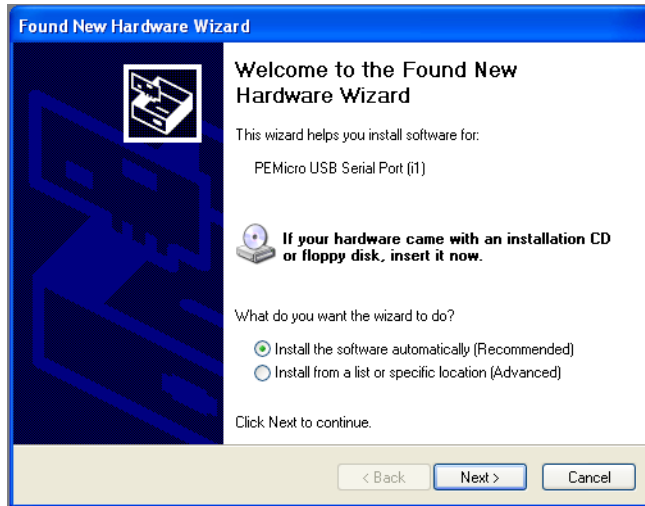 Found New Hardware Wizard
Welcome to the Found New
Hardware Wizard
This wizard helps you install software for:
PEMicro USB Serial Port (i1)
If your hardware came with an installation CD
or floppy disk, insert it now.
What do you want the wizard to do?
Install the software automatically (Recommended)
Install from a list or specific location (Advanced)
Click Next to continue.
< Back
Next >
Cancel